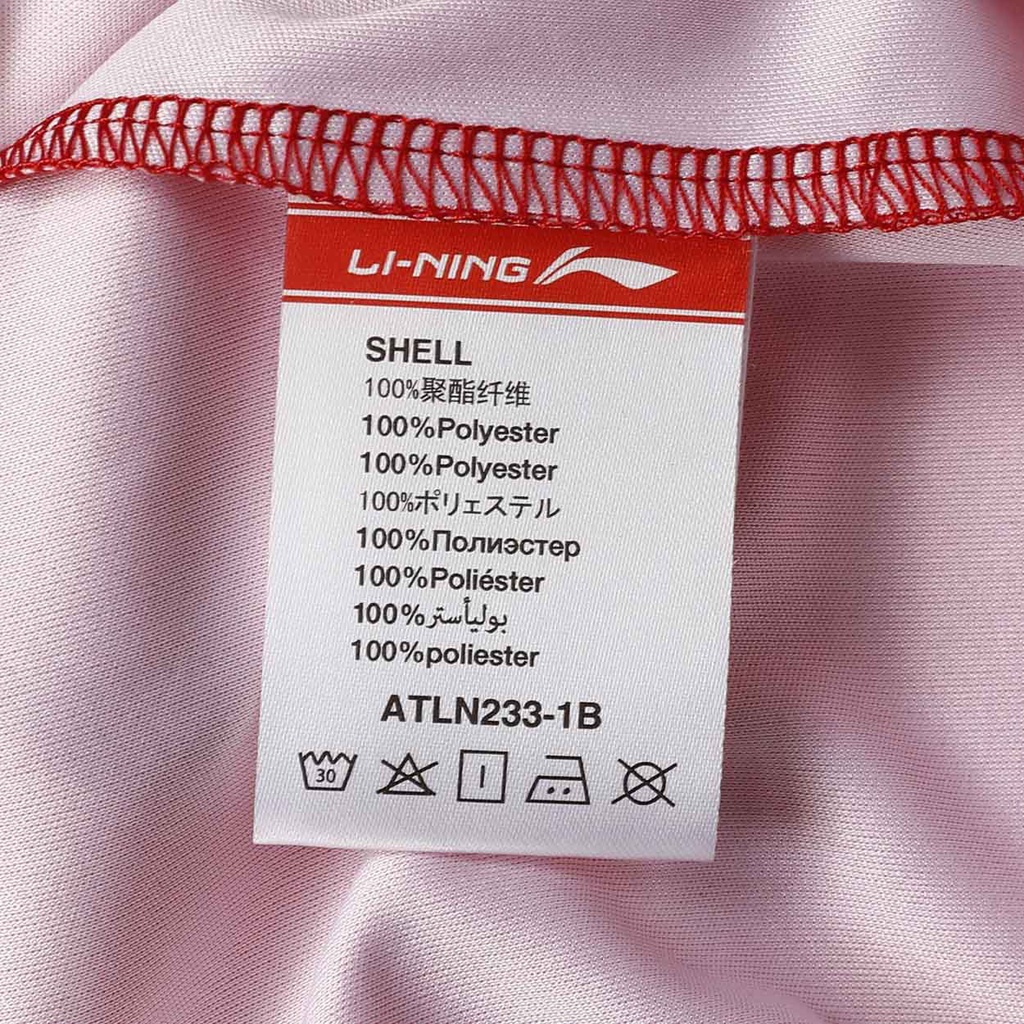 LI-NING
SHELL
100%聚酯纤维
100%Polyester
100%Polyester
100%ポリェステル
100%Полиэстер
100%Poliéster
100%بوليأستر
100%poliester
ATLN233-1B
30